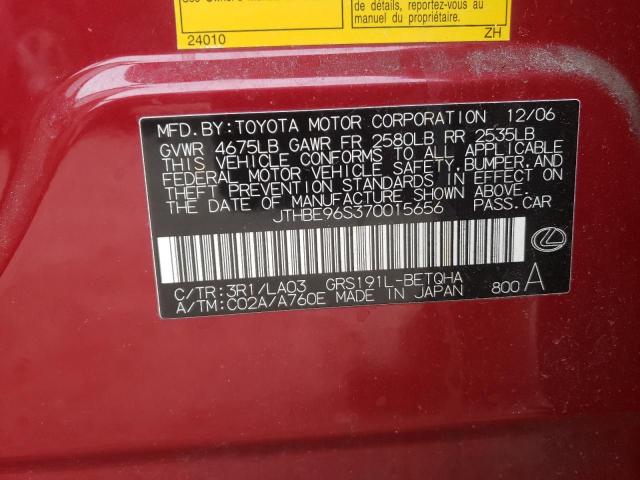 de détails, reportez-vous au
manuel du propriétaire.
24010 ZH
MFD.BY:TOYOTA MOTOR CORPORATION 12/06
GVWR 4675LB GAWR FR 2580LB RR 2535LB
THIS VEHICLE CONFORMS TO ALL APPLICABLE
FEDERAL MOTOR VEHICLE SAFETY,BUMPER,AND
THEFT PREVENTION STANDARDS IN EFFECT ON
THE DATE OF MANUFACTURE SHOWN ABOVE.
JTHBE96S370015656 PASS.CAR
C/TR:3R1/LA03 GRS191L-BETQHA
A/TM:C02A/A760E MADE IN JAPAN 800 A